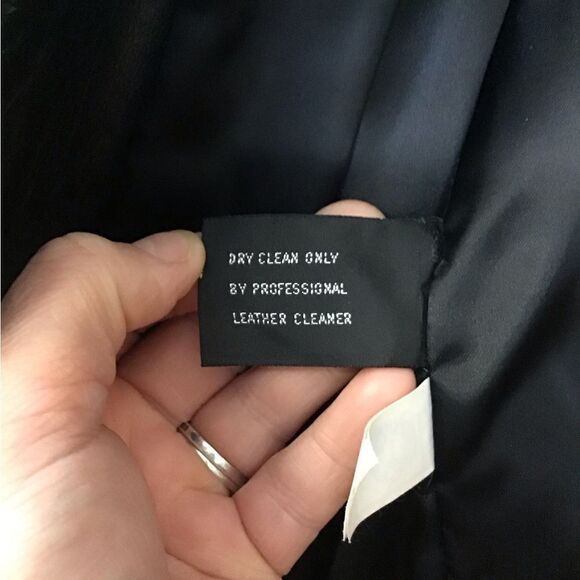 DRY CLEAN ONLY
BY PROFESSIONAL
LEATHER CLEANER